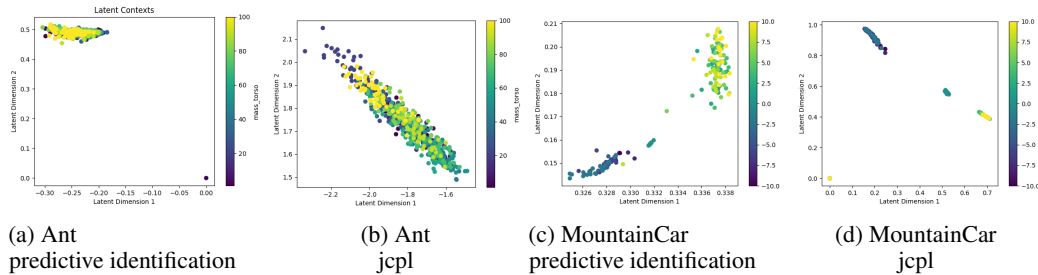 Latent Contexts
0.5
0.4
0.3
0.2
0.1
0.0
−0.30 −0.25 −0.20 −0.15 −0.10 −0.05 0.00
Latent Dimension 1
Latent Dimension 2
100
80
60
40
20
mass_torso
2.1
2.0
1.9
1.8
1.7
1.6
1.5
−2.2 −2.0 −1.8 −1.6
Latent Dimension 1
Latent Dimension 2
100
80
60
40
20
mass_torso
0.21
0.20
0.19
0.18
0.17
0.16
0.15
0.326 0.328 0.330 0.332 0.334 0.336 0.338
Latent Dimension 1
Latent Dimension 2
10.0
7.5
5.0
2.5
0.0
−2.5
−5.0
−7.5
−10.0
1.0
0.8
0.6
0.4
0.2
0.0
0.0 0.1 0.2 0.3 0.4 0.5 0.6 0.7
Latent Dimension 1
Latent Dimension 2
10.0
7.5
5.0
2.5
0.0
−2.5
−5.0
−7.5
−10.0
(a) Ant
predictive identification
(b) Ant
jcpl
(c) MountainCar
predictive identification
(d) MountainCar
jcpl